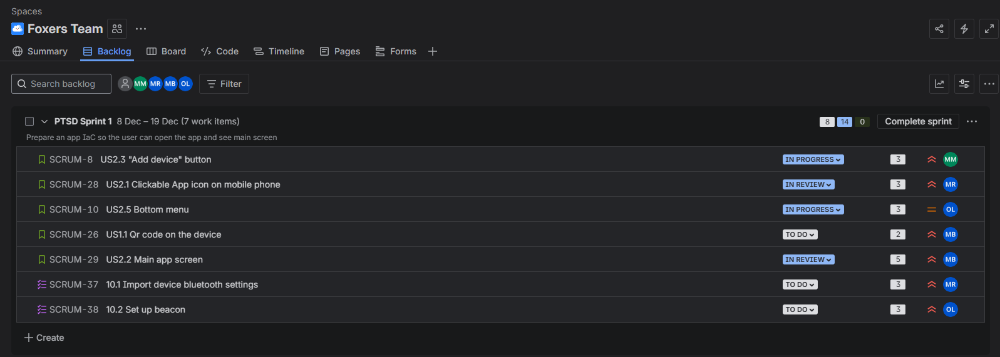 Spaces
Foxers Team
Summary Backlog Board Code Timeline Pages Forms
Search backlog MM MR MB OL Filter
PTSD Sprint 1 8 Dec – 19 Dec (7 work items) 8 14 0 Complete sprint
Prepare an app IaC so the user can open the app and see main screen
SCRUM-8 US2.3 "Add device" button IN PROGRESS 3 MM
SCRUM-28 US2.1 Clickable App icon on mobile phone IN REVIEW 3 MR
SCRUM-10 US2.5 Bottom menu IN PROGRESS 3 OL
SCRUM-26 US1.1 Qr code on the device TO DO 2 MB
SCRUM-29 US2.2 Main app screen IN REVIEW 5 MB
SCRUM-37 10.1 Import device bluetooth settings TO DO 3 MR
SCRUM-38 10.2 Set up beacon TO DO 3 OL
Create